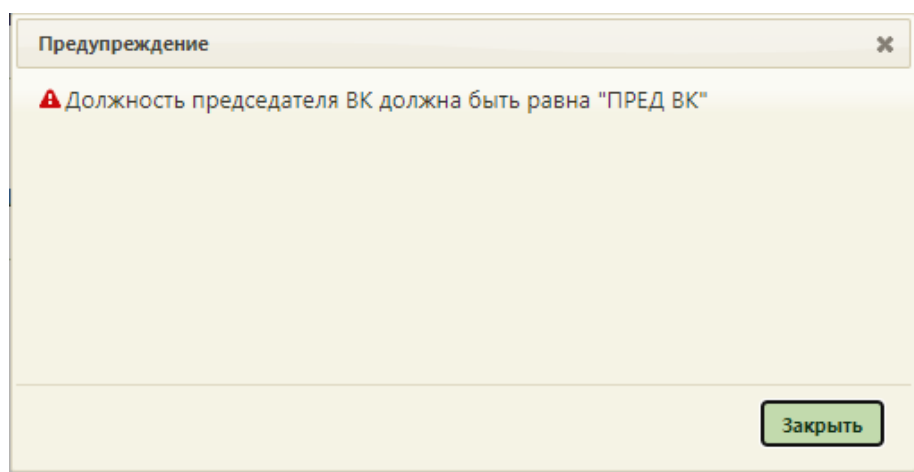 Предупреждение
Должность председателя ВК должна быть равна "ПРЕД ВК"
Закрыть